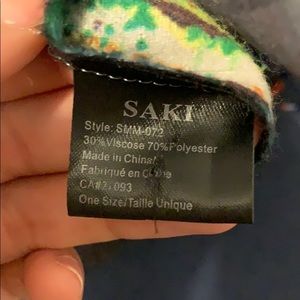 SAKI
Style: SMM-072
30%Viscose 70%Polyester
Made in China
Fabriqué en Chine
CA#27093
One Size/Taille Unique